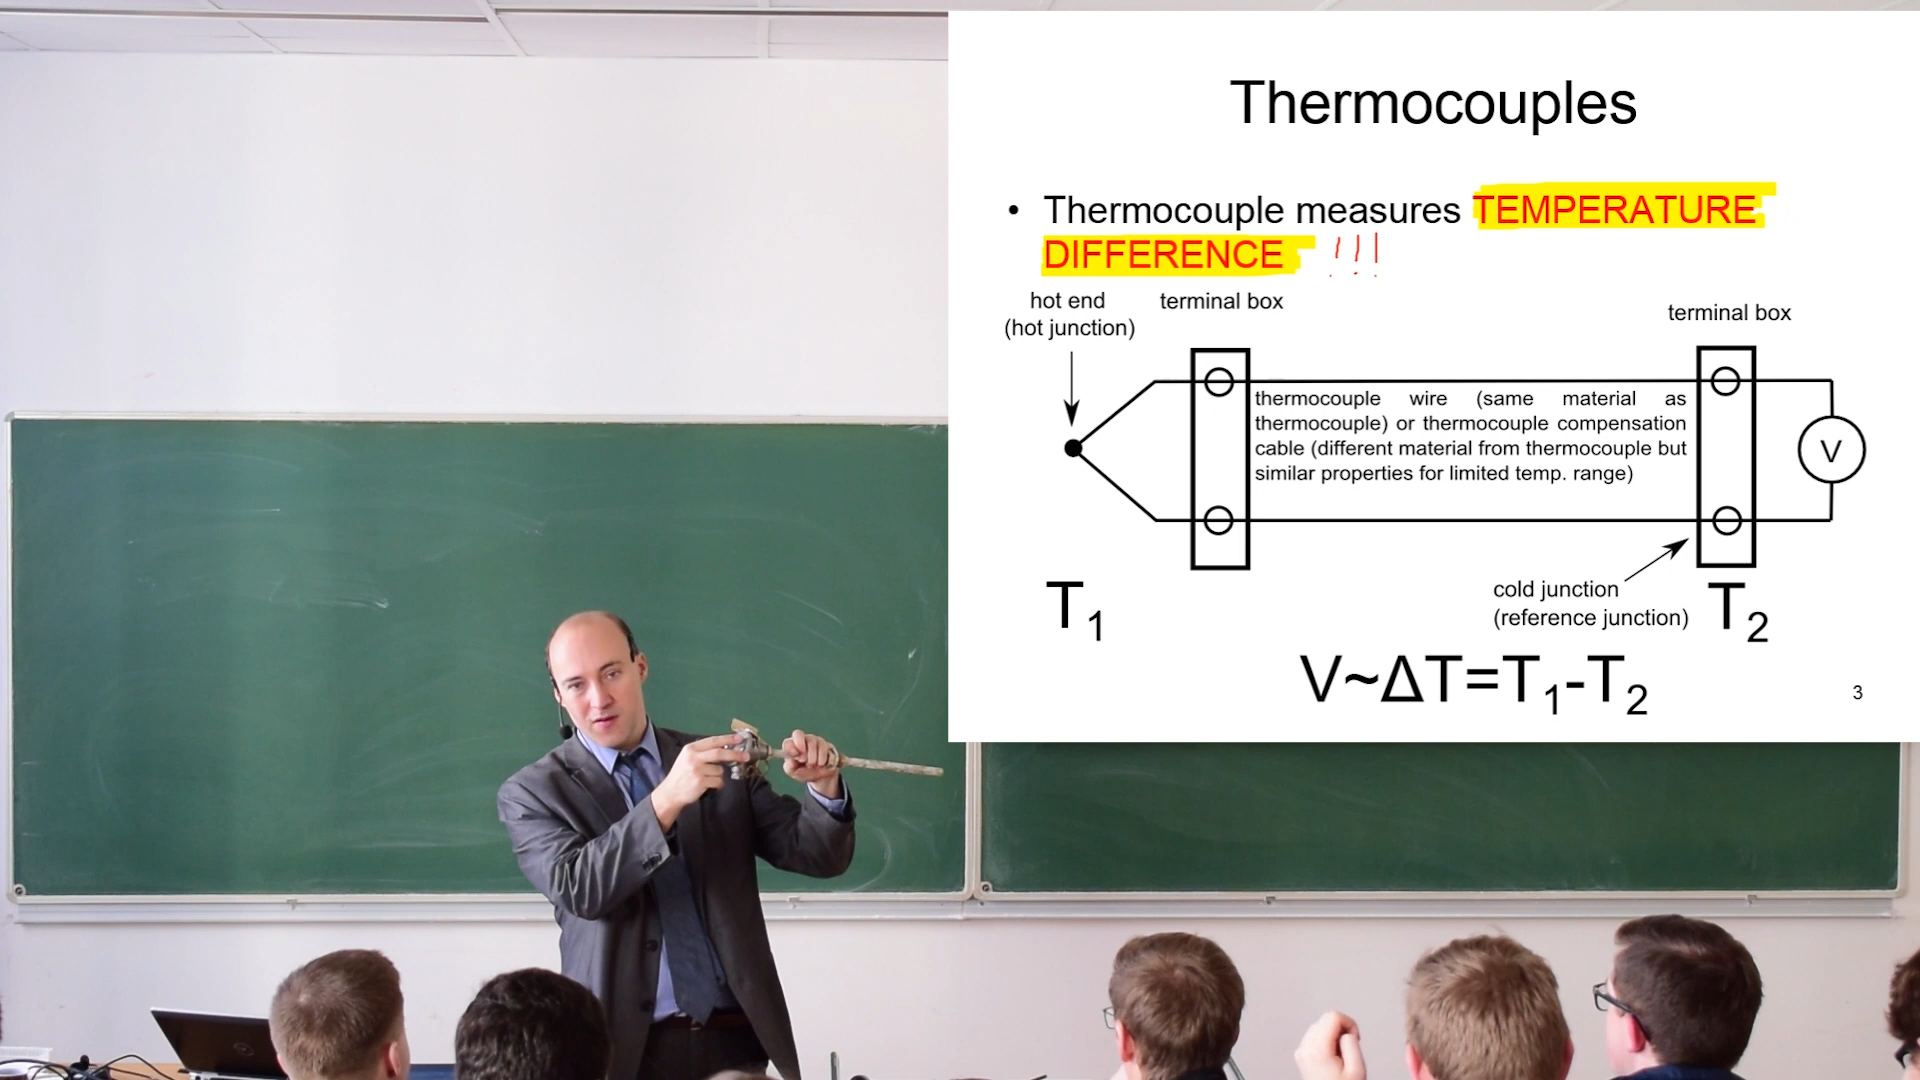 Thermocouples
• Thermocouple measures TEMPERATURE
DIFFERENCE !!!
hot end
(hot junction)
terminal box
terminal box
thermocouple wire (same material as
thermocouple) or thermocouple compensation
cable (different material from thermocouple but
similar properties for limited temp. range)
V
cold junction
(reference junction)
T1
T2
V~ΔT=T1-T2
3